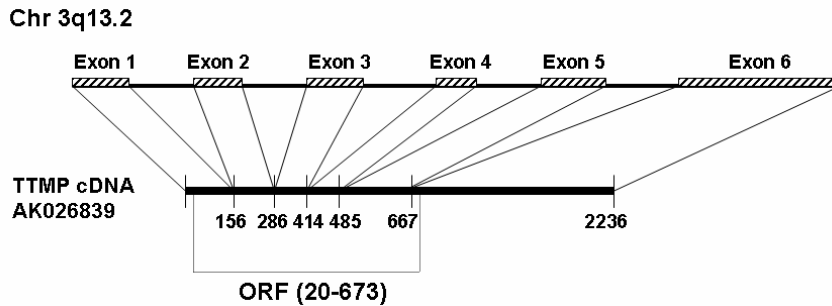 Chr 3q13.2
Exon 1 Exon 2 Exon 3 Exon 4 Exon 5 Exon 6
TTMP cDNA
AK026839
156 286 414 485 667 2236
ORF (20-673)